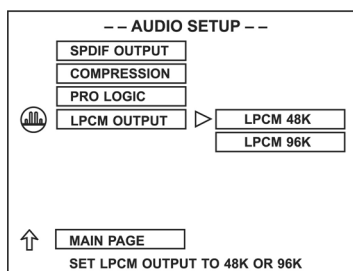 – – AUDIO SETUP – –
SPDIF OUTPUT
COMPRESSION
PRO LOGIC
LPCM OUTPUT
LPCM 48K
LPCM 96K
MAIN PAGE
SET LPCM OUTPUT TO 48K OR 96K